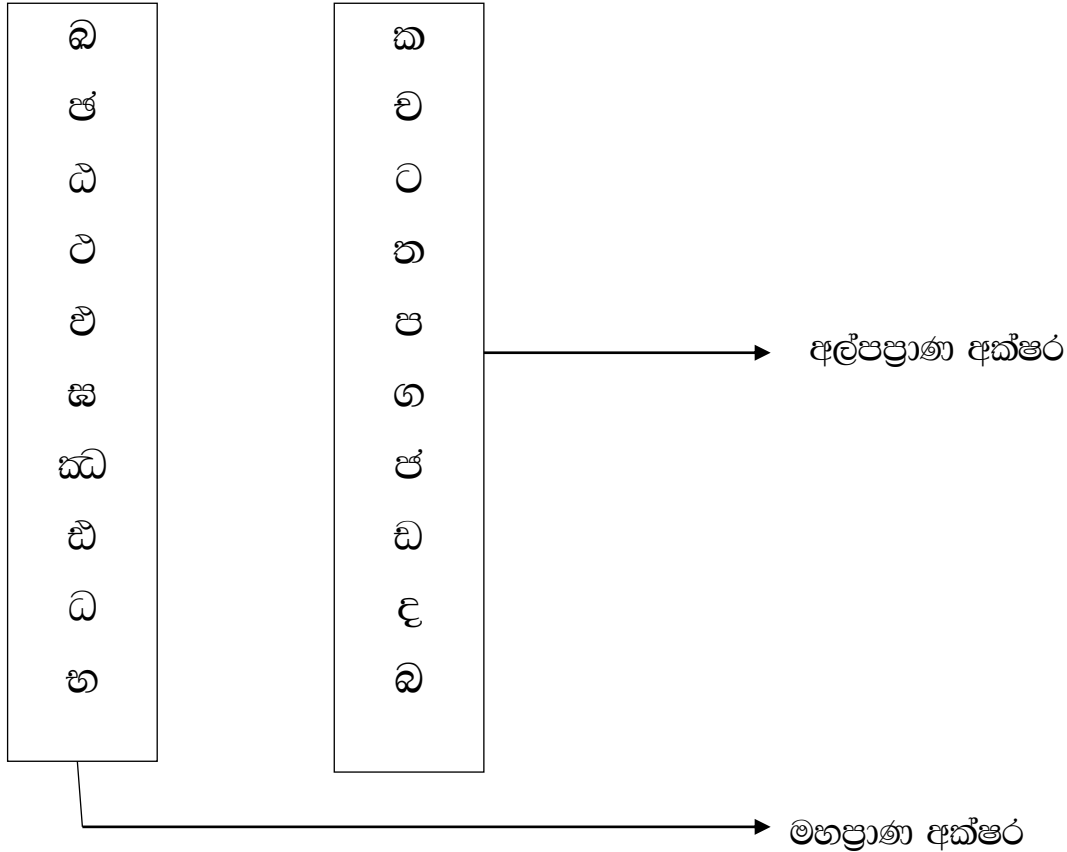 ඛ ක
ඡ ච
ඨ ට
ථ ත
ඵ ප
අල්පප්‍රාණ අක්ෂර
ඝ ග
ඣ ජ
ඪ ඩ
ධ ද
භ බ
මහප්‍රාණ අක්ෂර